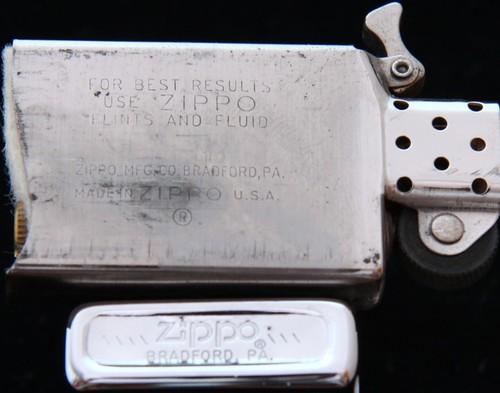 FOR BEST RESULTS
USE ZIPPO
FLINTS AND FLUID
ZIPPO MFG.CO. BRADFORD, PA.
MADE IN ZIPPO U.S.A.
®
Zippo®
BRADFORD, PA.